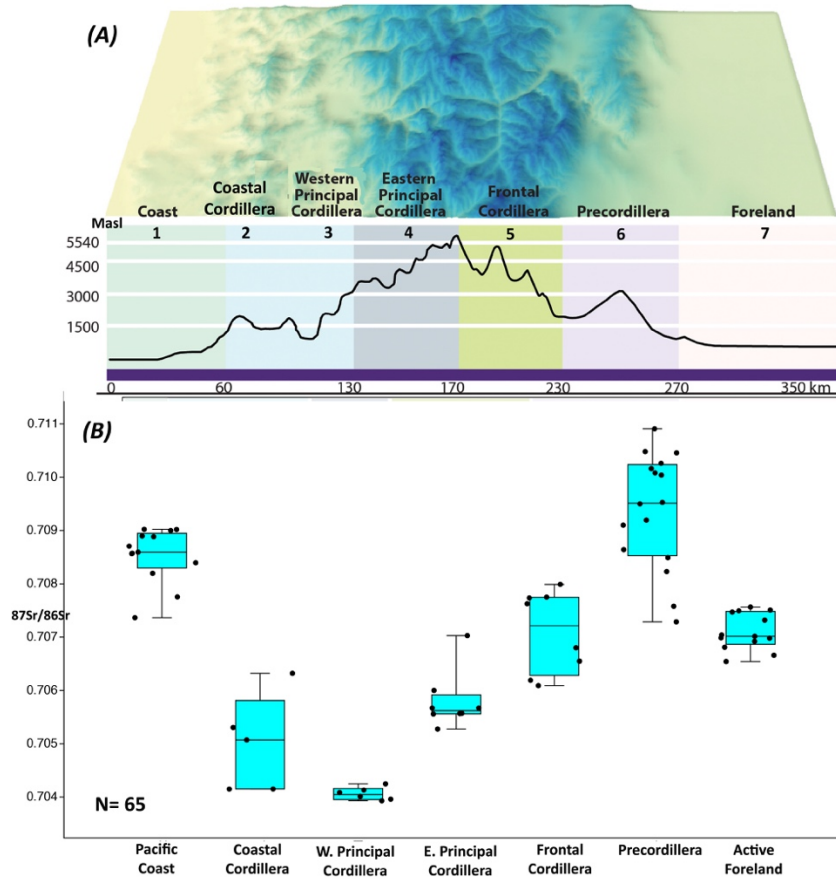 (A)
Coast
1
Coastal
Cordillera
2
Western
Principal
Cordillera
3
Eastern
Principal
Cordillera
4
Frontal
Cordillera
5
Precordillera
6
Foreland
7
Masl
5540
4500
3000
1500
0 60 130 170 230 270 350 km
(B)
0.711
0.710
0.709
0.708
87Sr/86Sr
0.707
0.706
0.705
0.704
N= 65
Pacific
Coast
Coastal
Cordillera
W. Principal
Cordillera
E. Principal
Cordillera
Frontal
Cordillera
Precordillera
Active
Foreland